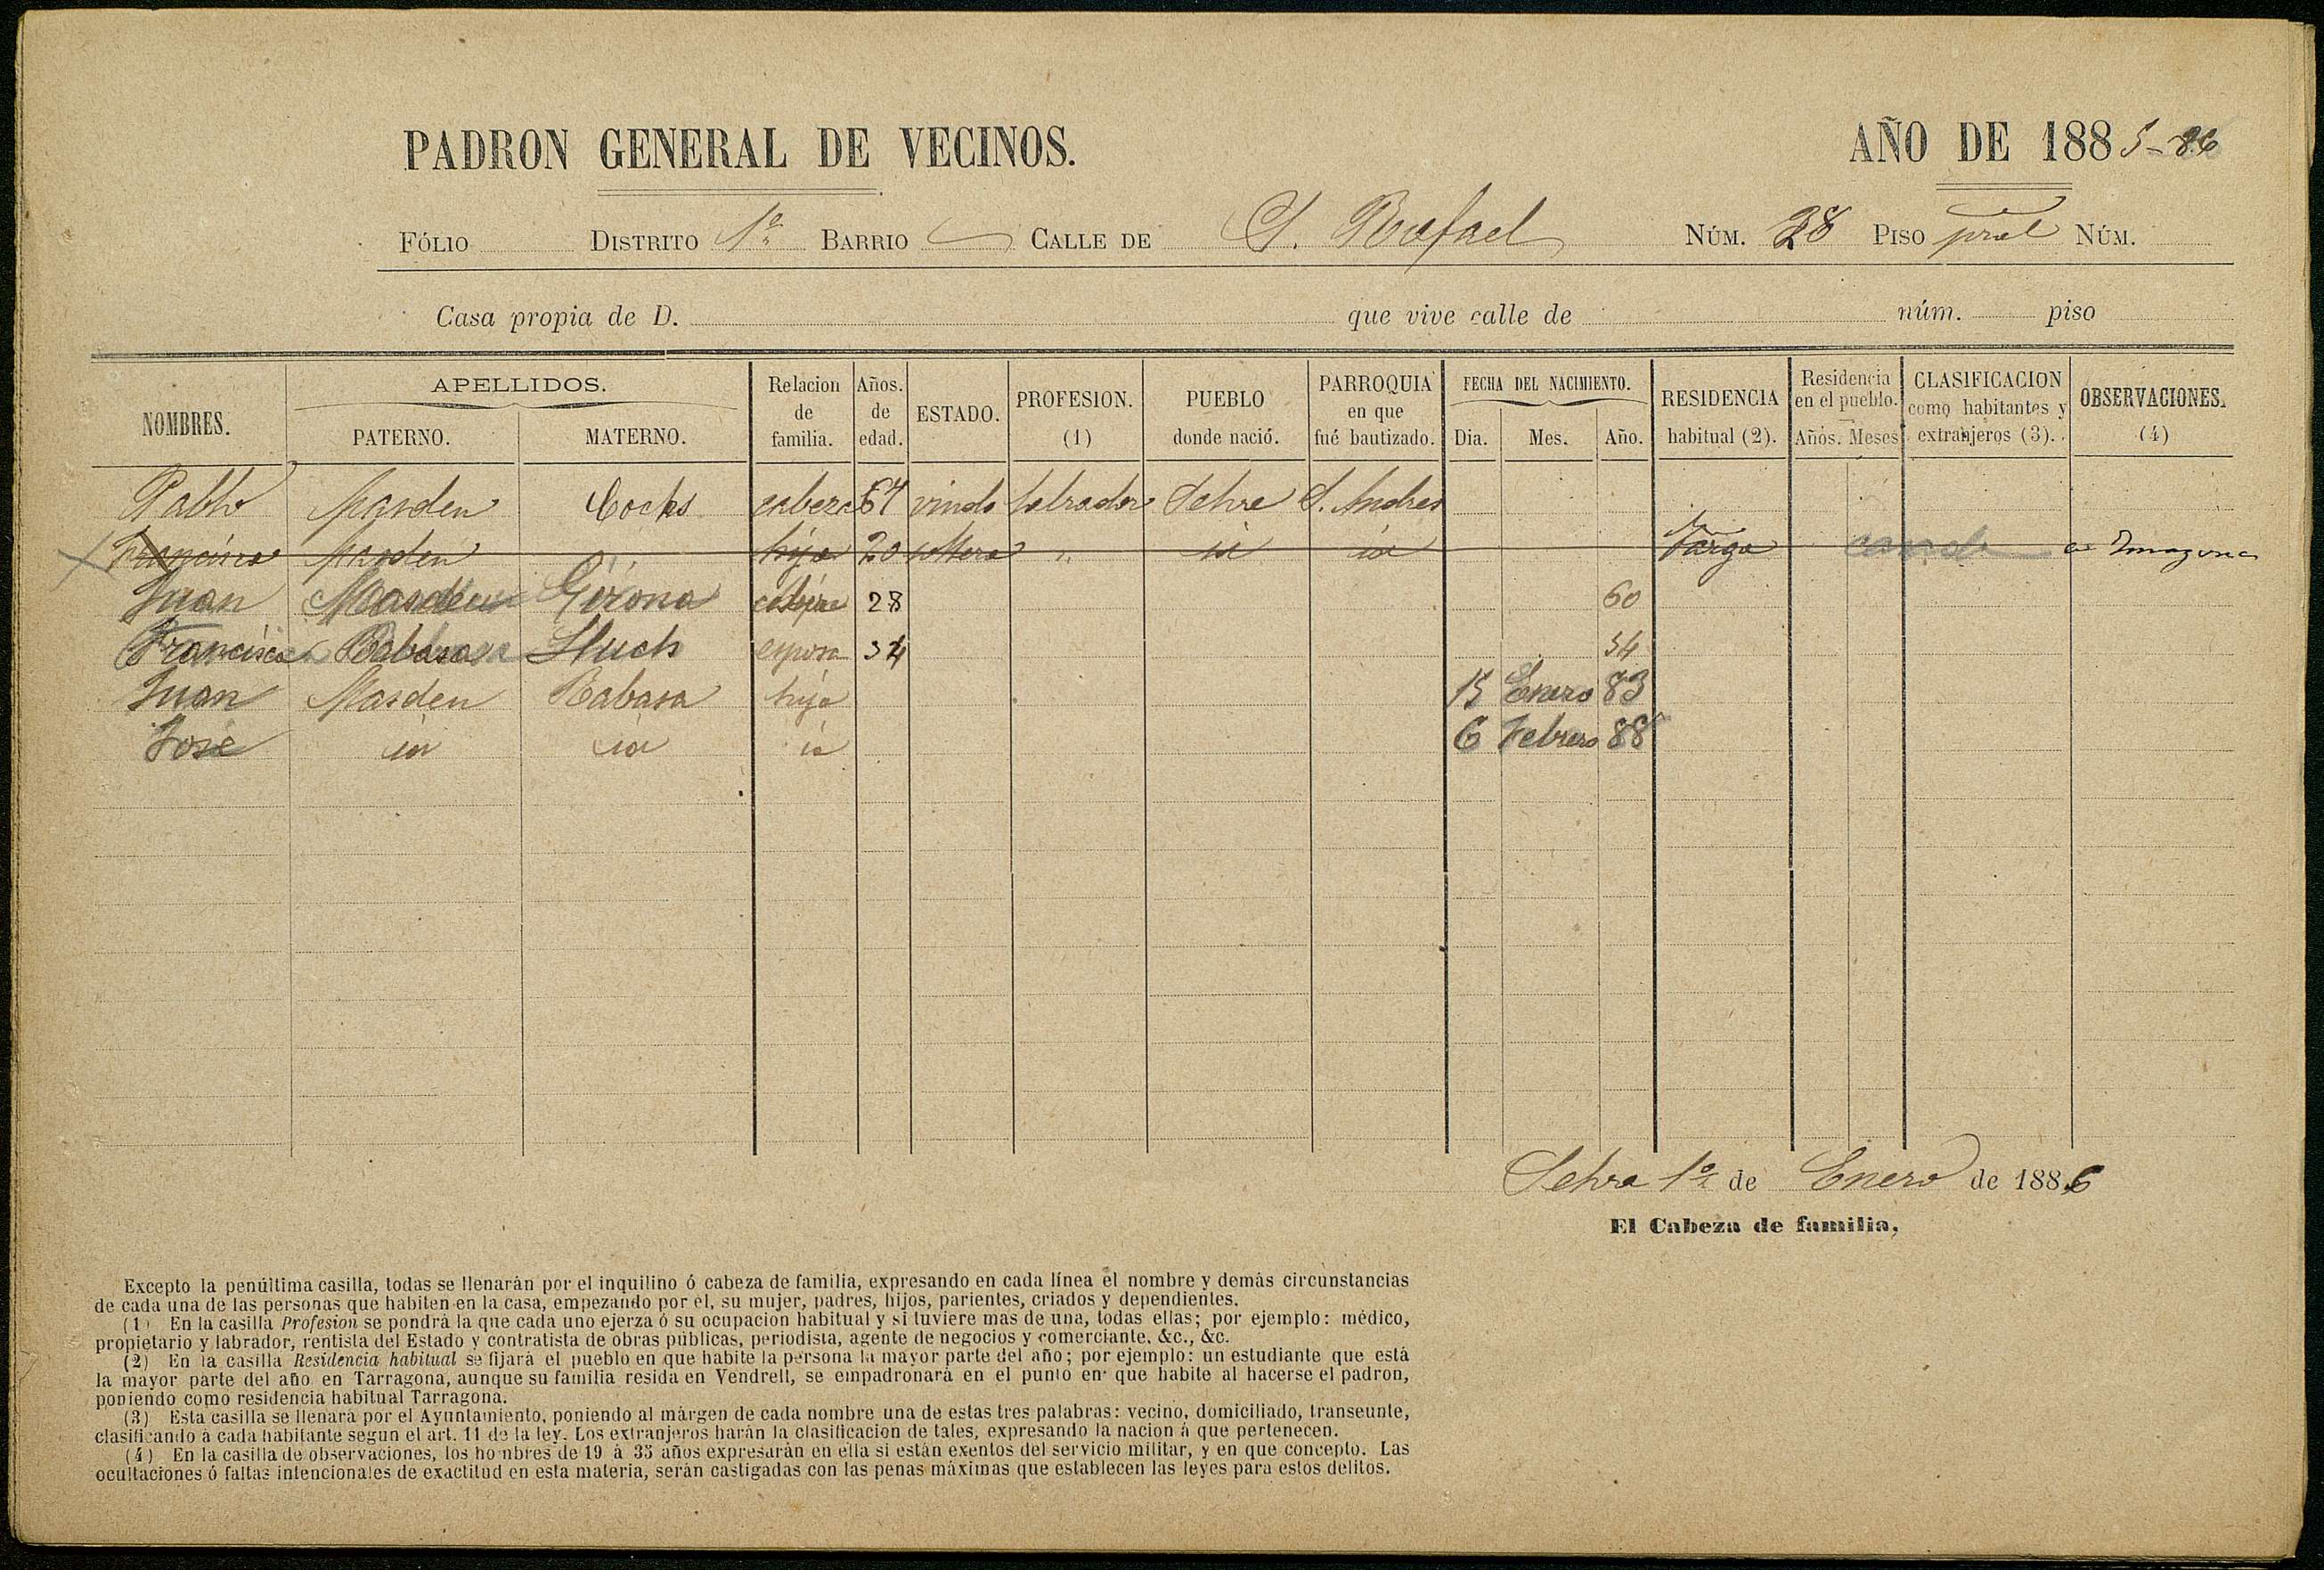 PADRON GENERAL DE VECINOS. AÑO DE 1885-86
FÓLIO DISTRITO 1º BARRIO CALLE DE S. Rafael NÚM. 28 PISO pral NÚM.
Casa propia de D. que vive calle de núm. piso
NOMBRES. APELLIDOS. PATERNO. MATERNO. Relacion de familia. Años. de edad. ESTADO. PROFESION. (1) PUEBLO donde nació. PARROQUIA en que fué bautizado. FECHA DEL NACIMIENTO. Dia. Mes. Año. RESIDENCIA habitual (2). Residencia en el pueblo. Años. Meses CLASIFICACION como habitantes y extranjeros (3). OBSERVACIONES. (4)
Pablo Masdeu Cochs cabeza 64 viudo labrador Selva S. Andres
Francisca Masdeu hija 20 soltera id id
Juan Masdeu Girona 28 60
Francisca Rabasa Lluch esposa 34 54
Juan Masdeu Rabasa hijo 15 Enero 83
José id id id 6 Febrero 88
Selva 1º de Enero de 1886
El Cabeza de familia,
Excepto la penúltima casilla, todas se llenarán por el inquilino ó cabeza de familia, expresando en cada línea el nombre y demás circunstancias
de cada una de las personas que habiten en la casa, empezando por él, su mujer, padres, hijos, parientes, criados y dependientes.
(1) En la casilla Profesion se pondrá la que cada uno ejerza ó su ocupacion habitual y si tuviere mas de una, todas ellas; por ejemplo: médico,
propietario y labrador, rentista del Estado y contratista de obras públicas, periodista, agente de negocios y comerciante, &c., &c.
(2) En la casilla Residencia habitual se fijará el pueblo en que habite la persona la mayor parte del año; por ejemplo: un estudiante que está
la mayor parte del año en Tarragona, aunque su familia resida en Vendrell, se empadronará en el punto en que habite al hacerse el padron,
poniendo como residencia habitual Tarragona.
(3) Esta casilla se llenará por el Ayuntamiento, poniendo al márgen de cada nombre una de estas tres palabras: vecino, domiciliado, transeunte,
clasificando á cada habitante segun el art. 11 de la ley. Los extranjeros harán la clasificacion de tales, expresando la nacion á que pertenecen.
(4) En la casilla de observaciones, los hombres de 19 á 35 años expresarán en ella si están exentos del servicio militar, y en que concepto. Las
ocultaciones ó faltas intencionales de exactitud en esta materia, serán castigadas con las penas máximas que establecen las leyes para estos delitos.